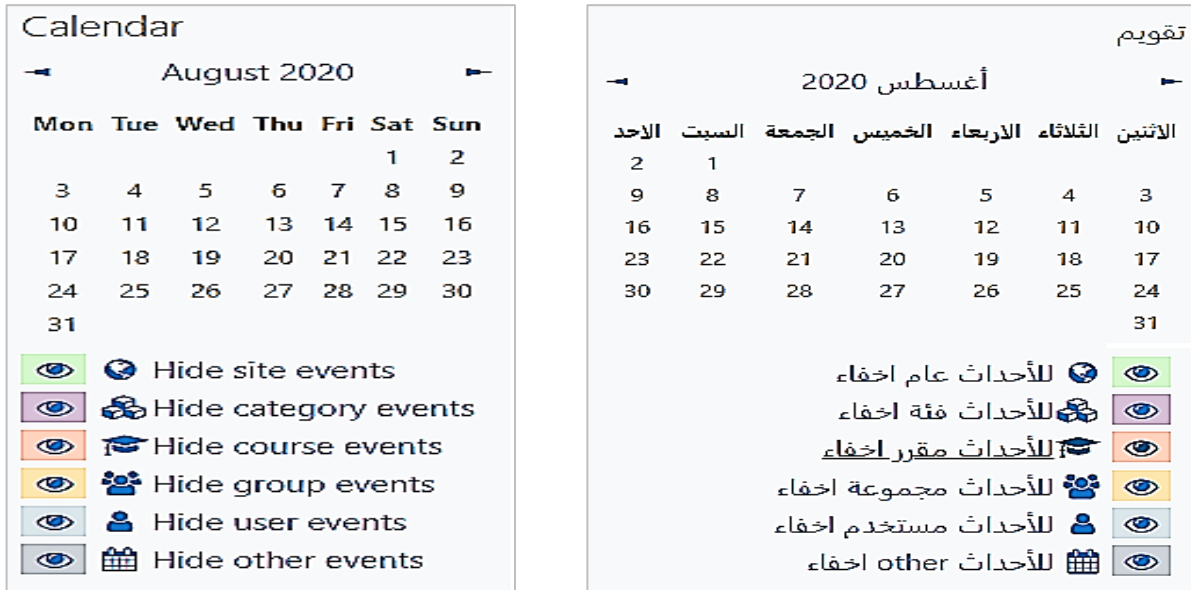 Calendar
August 2020
Mon Tue Wed Thu Fri Sat Sun
1 2
3 4 5 6 7 8 9
10 11 12 13 14 15 16
17 18 19 20 21 22 23
24 25 26 27 28 29 30
31
Hide site events
Hide category events
Hide course events
Hide group events
Hide user events
Hide other events
تقويم
أغسطس 2020
الاثنين الثلاثاء الاربعاء الخميس الجمعة السبت الاحد
1 2
3 4 5 6 7 8 9
10 11 12 13 14 15 16
17 18 19 20 21 22 23
24 25 26 27 28 29 30
31
للأحداث عام اخفاء
للأحداث فئة اخفاء
للأحداث مقرر اخفاء
للأحداث مجموعة اخفاء
للأحداث مستخدم اخفاء
للأحداث other اخفاء